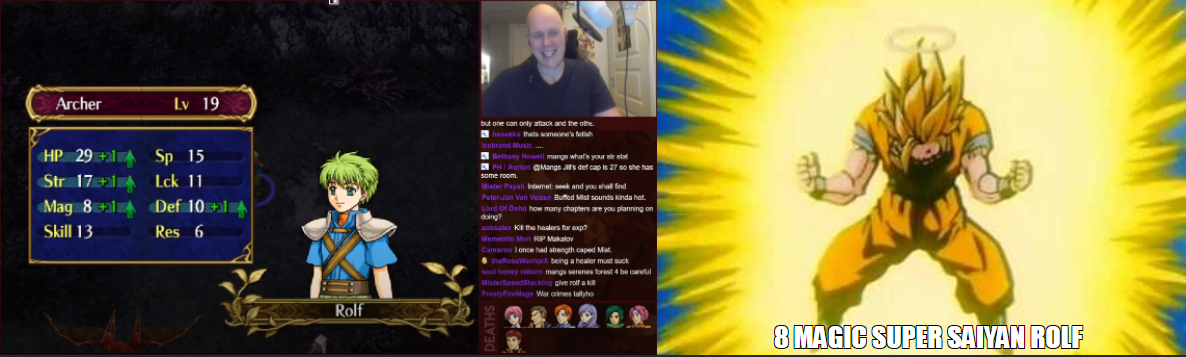 Archer Lv 19
HP 29 +1 Sp 15
Str 17 +1 Lck 11
Mag 8 +1 Def 10 +1
Skill 13 Res 6
Rolf
but one can only attack and the othe..
hanakko thats someone's fetish
Icebrand Music ....
Bethany Howell mangs what's your str stat
PH / Aurion @Mangs Jill's def cap is 27 so she has
some room.
Mister Psyah Internet: seek and you shall find
Peter-Jan Van Velzen Buffed Mist sounds kinda hot.
Lord Of Oshii how many chapters are you planning on
doing?
sobsalex Kill the healers for exp?
Memento Mori RIP Makalov
Cameron I once had strength caped Mist.
theRosaWarriorX being a healer must suck
soul honey reborn mangs serenes forest 4 be careful
MisterSpeedStacking give rolf a kill
FrostyFireMage War crimes tallyho
DEATHS
8 MAGIC SUPER SAIYAN ROLF